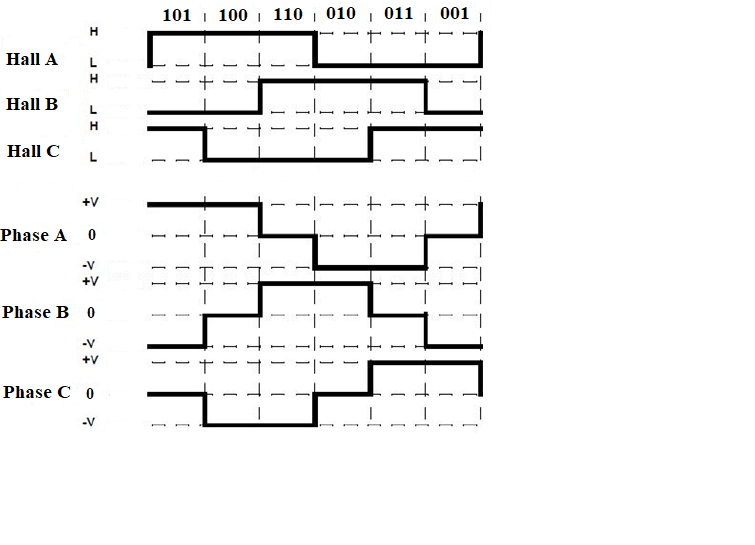 101 100 110 010 011 001
H
Hall A
L
H
Hall B
L
H
Hall C
L
+V
Phase A 0
-V
+V
Phase B 0
-V
+V
Phase C 0
-V